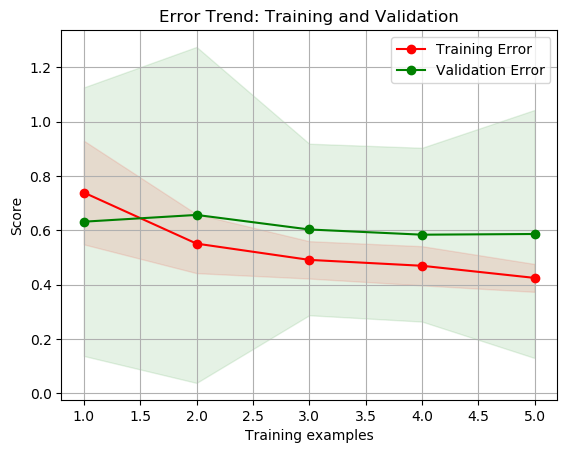 Error Trend: Training and Validation
Training Error
Validation Error
Score
1.2
1.0
0.8
0.6
0.4
0.2
0.0
1.0 1.5 2.0 2.5 3.0 3.5 4.0 4.5 5.0
Training examples